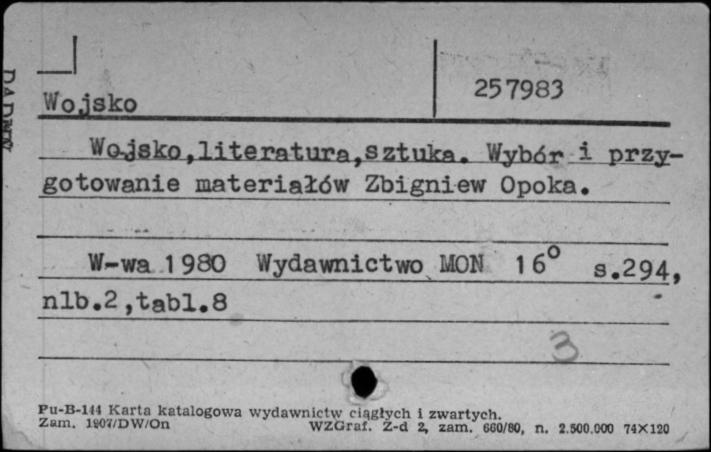 257983
Wojsko
Wojsko,literatura,sztuka. Wybór i przy-
gotowanie materiałów Zbigniew Opoka.
W-wa 1980 Wydawnictwo MON 16° s.294,
nlb.2,tabl.8
3
Pu-B-144 Karta katalogowa wydawnictw ciągłych i zwartych.
Zam. 1907/DW/On WZGraf. Z-d 2, zam. 660/80, n. 2.500.000 74X120